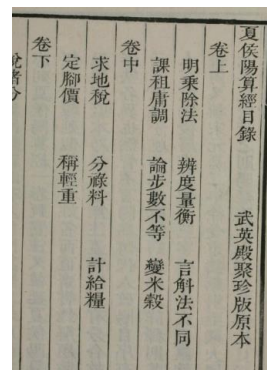 夏侯陽算經目錄 武英殿聚珍版原本
卷上
明乘除法 辨度量衡 言斛法不同
課租庸調 論步數不等 變米穀
卷中
求地稅 分祿料 計給糧
定腳價 稱輕重
卷下
說諸分